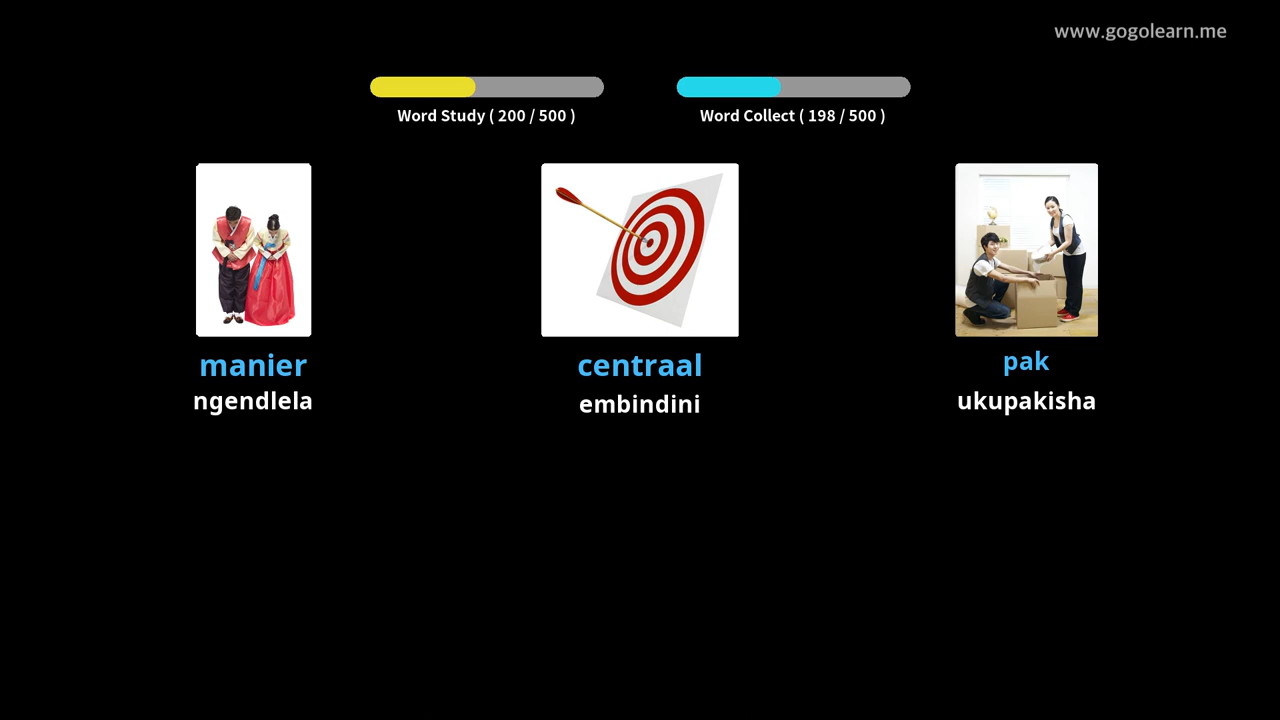 www.gogolearn.me
Word Study ( 200 / 500 )
Word Collect ( 198 / 500 )
manier
centraal
pak
ngendlela
embindini
ukupakisha